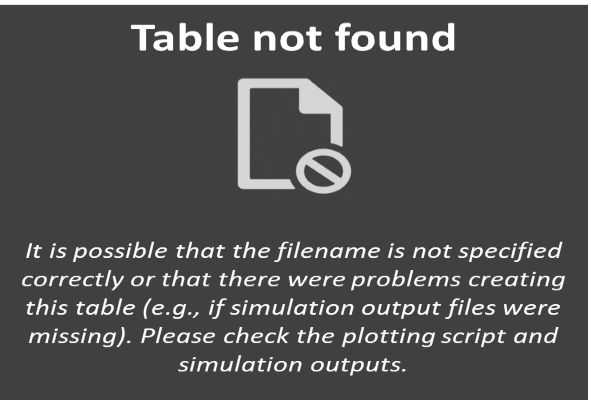 Table not found
It is possible that the filename is not specified
correctly or that there were problems creating
this table (e.g., if simulation output files were
missing). Please check the plotting script and
simulation outputs.